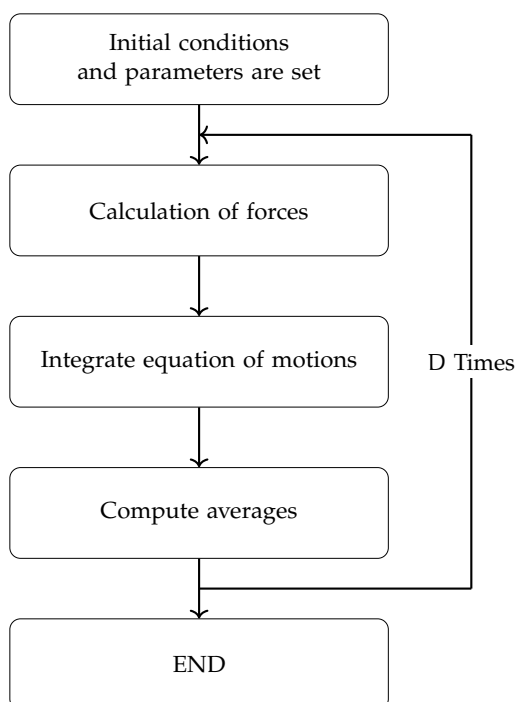 Initial conditions
and parameters are set
Calculation of forces
Integrate equation of motions
D Times
Compute averages
END